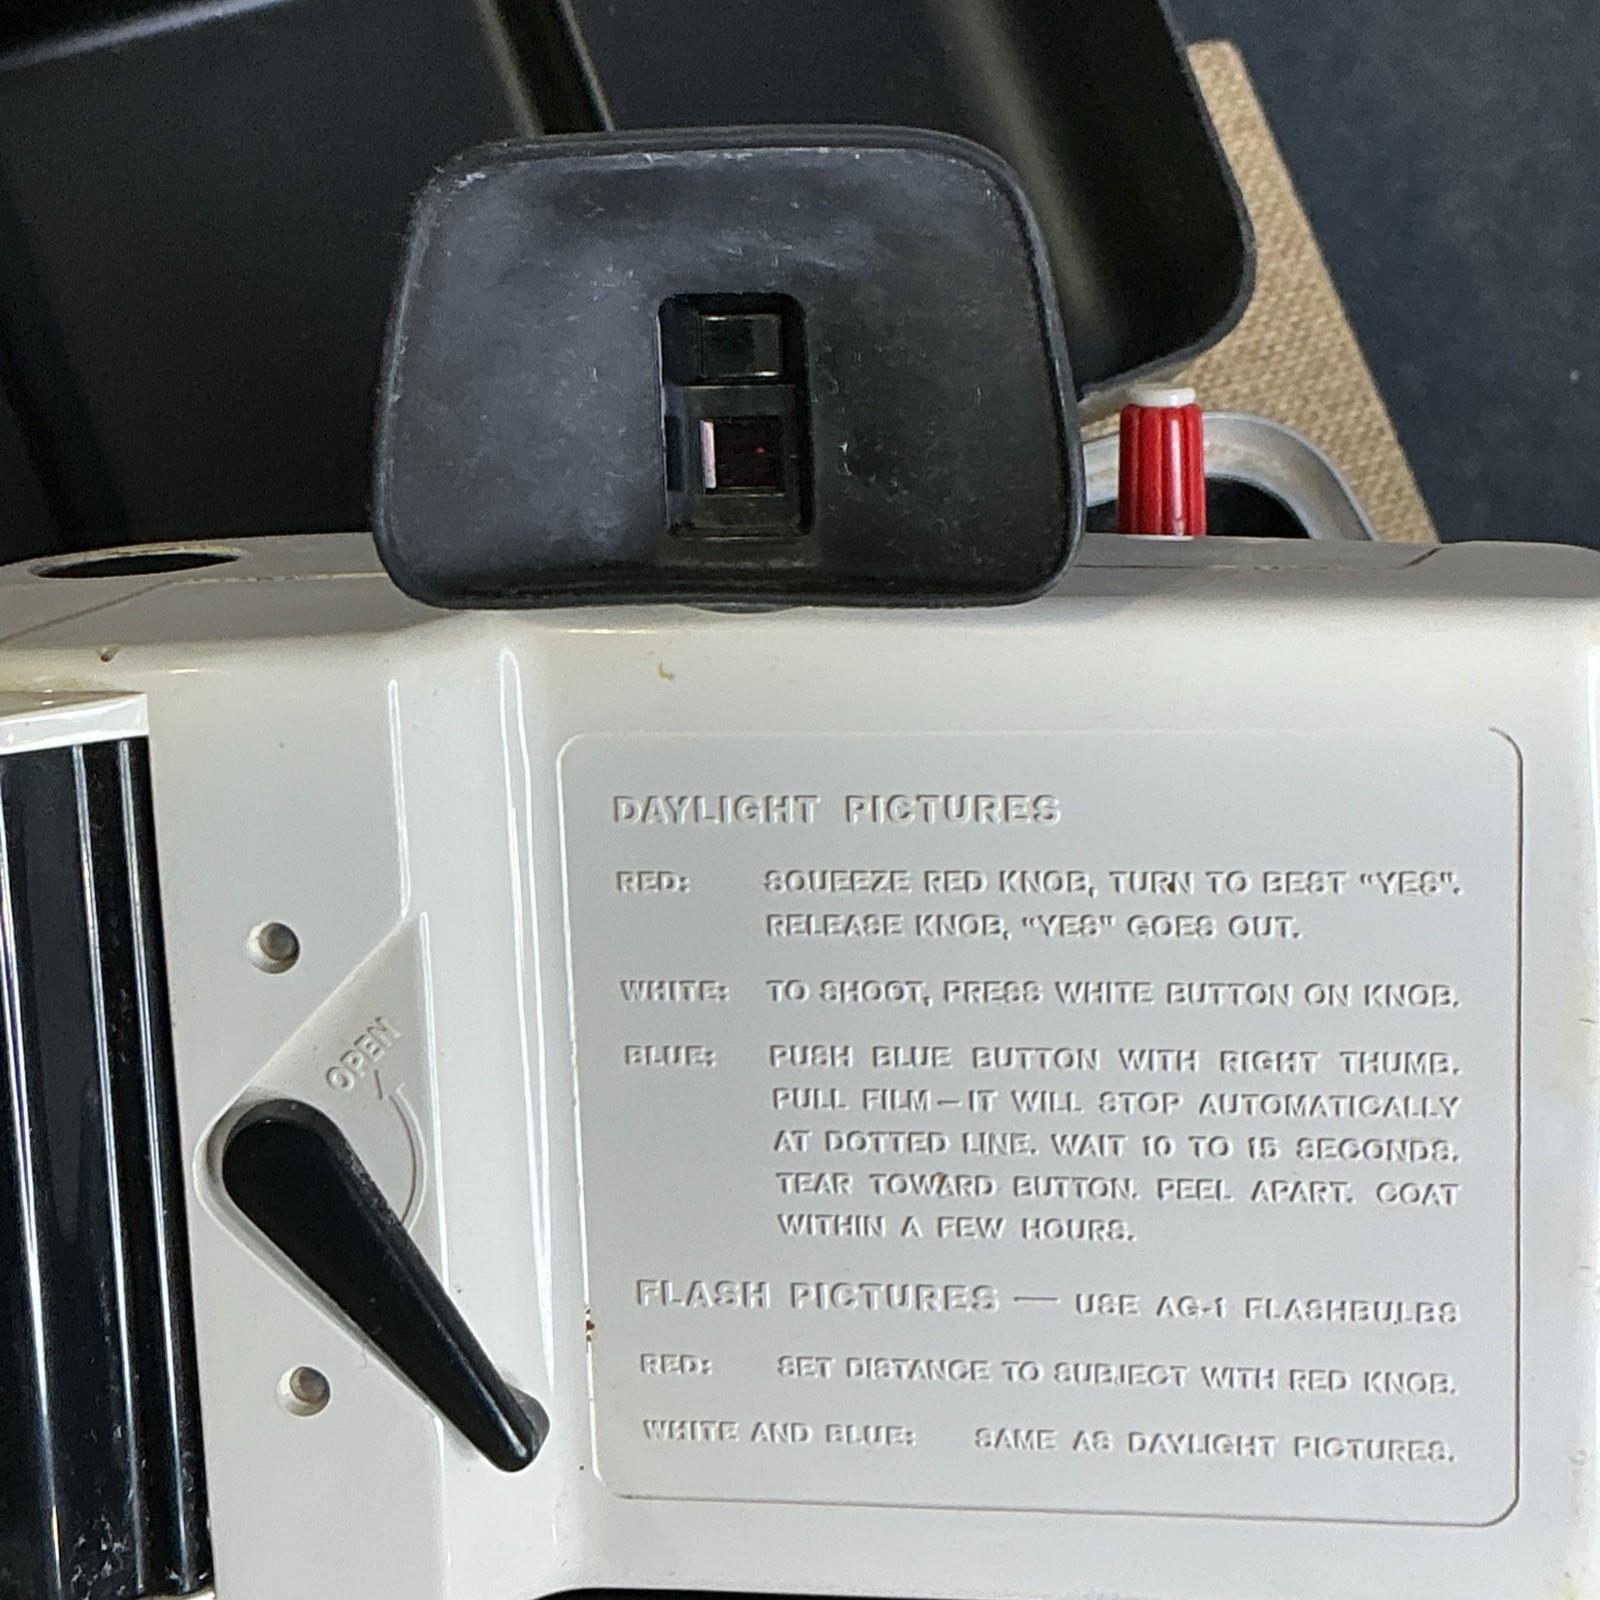 DAYLIGHT PICTURES
RED: SQUEEZE RED KNOB, TURN TO BEST “YES”.
RELEASE KNOB, “YES” GOES OUT.
WHITE: TO SHOOT, PRESS WHITE BUTTON ON KNOB.
BLUE: PUSH BLUE BUTTON WITH RIGHT THUMB.
PULL FILM – IT WILL STOP AUTOMATICALLY
AT DOTTED LINE. WAIT 10 TO 15 SECONDS.
TEAR TOWARD BUTTON. PEEL APART. COAT
WITHIN A FEW HOURS.
FLASH PICTURES — USE AG-1 FLASHBULBS
RED: SET DISTANCE TO SUBJECT WITH RED KNOB.
WHITE AND BLUE: SAME AS DAYLIGHT PICTURES.
OPEN